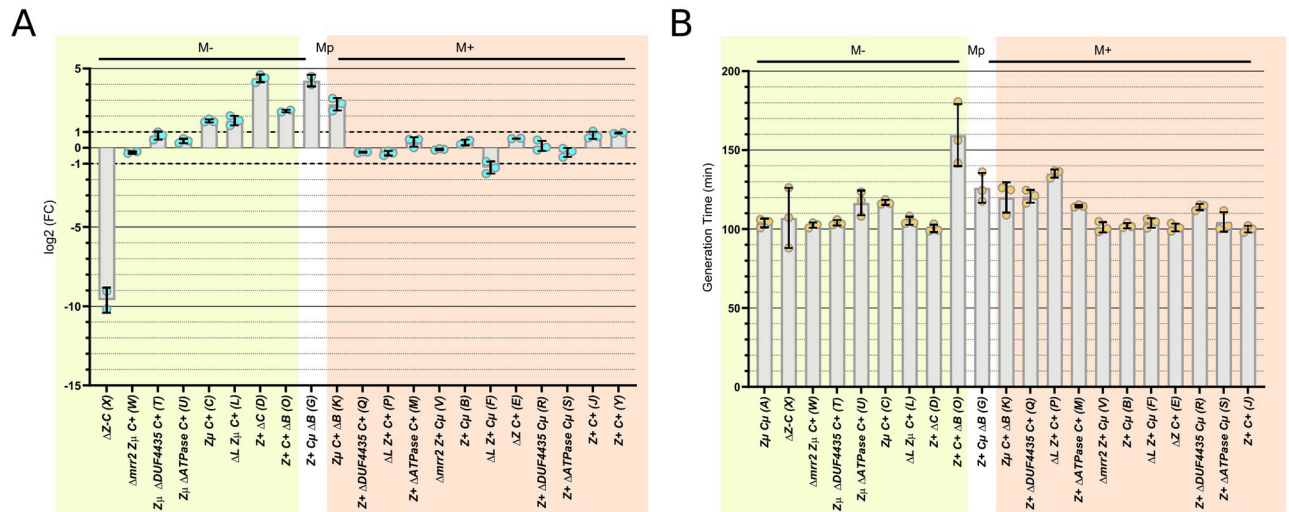 A
M-
Mp
M+
5
1
0
-1
-5
-10
-15
log2 (FC)
ΔZ-C (X)
Δmrr2 Zμ C+ (W)
Zμ ΔDUF4435 C+ (T)
Zμ ΔATPase C+ (U)
Zμ C+ (C)
ΔL Zμ C+ (L)
Z+ ΔC (D)
Z+ C+ ΔB (O)
Z+ Cμ ΔB (G)
Zμ C+ ΔB (K)
Z+ ΔDUF4435 C+ (Q)
ΔL Z+ C+ (P)
Z+ ΔATPase C+ (M)
Δmrr2 Z+ Cμ (V)
Z+ Cμ (B)
ΔL Z+ Cμ (F)
ΔZ C+ (E)
Z+ ΔDUF4435 Cμ (R)
Z+ ΔATPase Cμ (S)
Z+ C+ (J)
Z+ C+ (Y)
B
M-
Mp
M+
200
150
100
50
0
Generation Time (min)
Zμ Cμ (A)
ΔZ-C (X)
Δmrr2 Zμ C+ (W)
Zμ ΔDUF4435 C+ (T)
Zμ ΔATPase C+ (U)
Zμ C+ (C)
ΔL Zμ C+ (L)
Z+ ΔC (D)
Z+ C+ ΔB (O)
Z+ Cμ ΔB (G)
Zμ C+ ΔB (K)
Z+ ΔDUF4435 C+ (Q)
ΔL Z+ C+ (P)
Z+ ΔATPase C+ (M)
Δmrr2 Z+ Cμ (V)
Z+ Cμ (B)
ΔL Z+ Cμ (F)
ΔZ C+ (E)
Z+ ΔDUF4435 Cμ (R)
Z+ ΔATPase Cμ (S)
Z+ C+ (J)